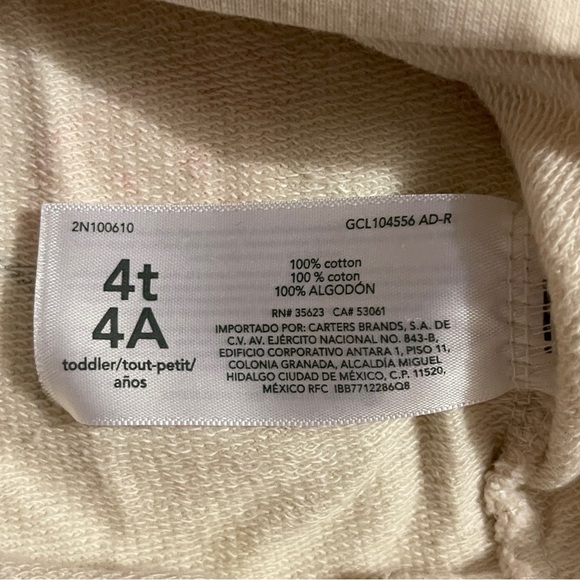 2N100610
GCL104556 AD-R
4t
4A
toddler/tout-petit/
años
100% cotton
100 % coton
100% ALGODÓN
RN# 35623 CA# 53061
IMPORTADO POR: CARTERS BRANDS, S.A. DE
C.V. AV. EJÉRCITO NACIONAL NO. 843-B,
EDIFICIO CORPORATIVO ANTARA 1, PISO 11,
COLONIA GRANADA, ALCALDÍA MIGUEL
HIDALGO CIUDAD DE MÉXICO, C.P. 11520,
MÉXICO RFC IBB7712286Q8